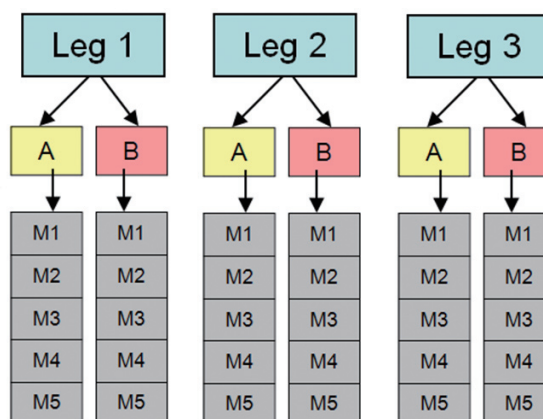 Leg 1 Leg 2 Leg 3
A B A B A B
M1 M1 M1 M1 M1 M1
M2 M2 M2 M2 M2 M2
M3 M3 M3 M3 M3 M3
M4 M4 M4 M4 M4 M4
M5 M5 M5 M5 M5 M5